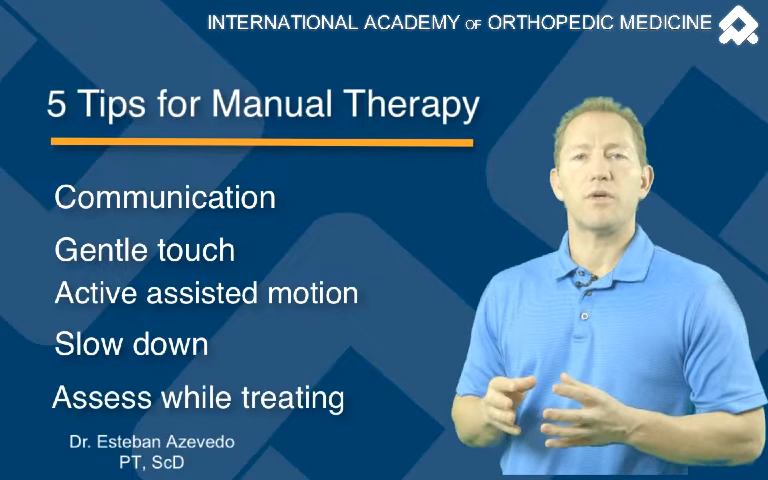 INTERNATIONAL ACADEMY OF ORTHOPEDIC MEDICINE
5 Tips for Manual Therapy
Communication
Gentle touch
Active assisted motion
Slow down
Assess while treating
Dr. Esteban Azevedo
PT, ScD